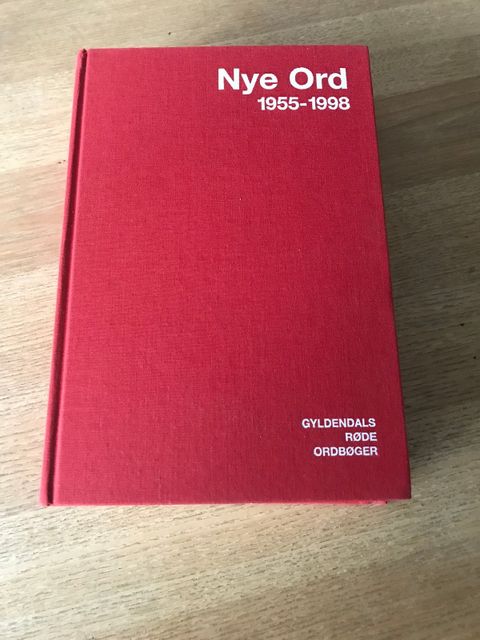 Nye Ord
1955-1998
GYLDENDALS
RØDE
ORDBØGER